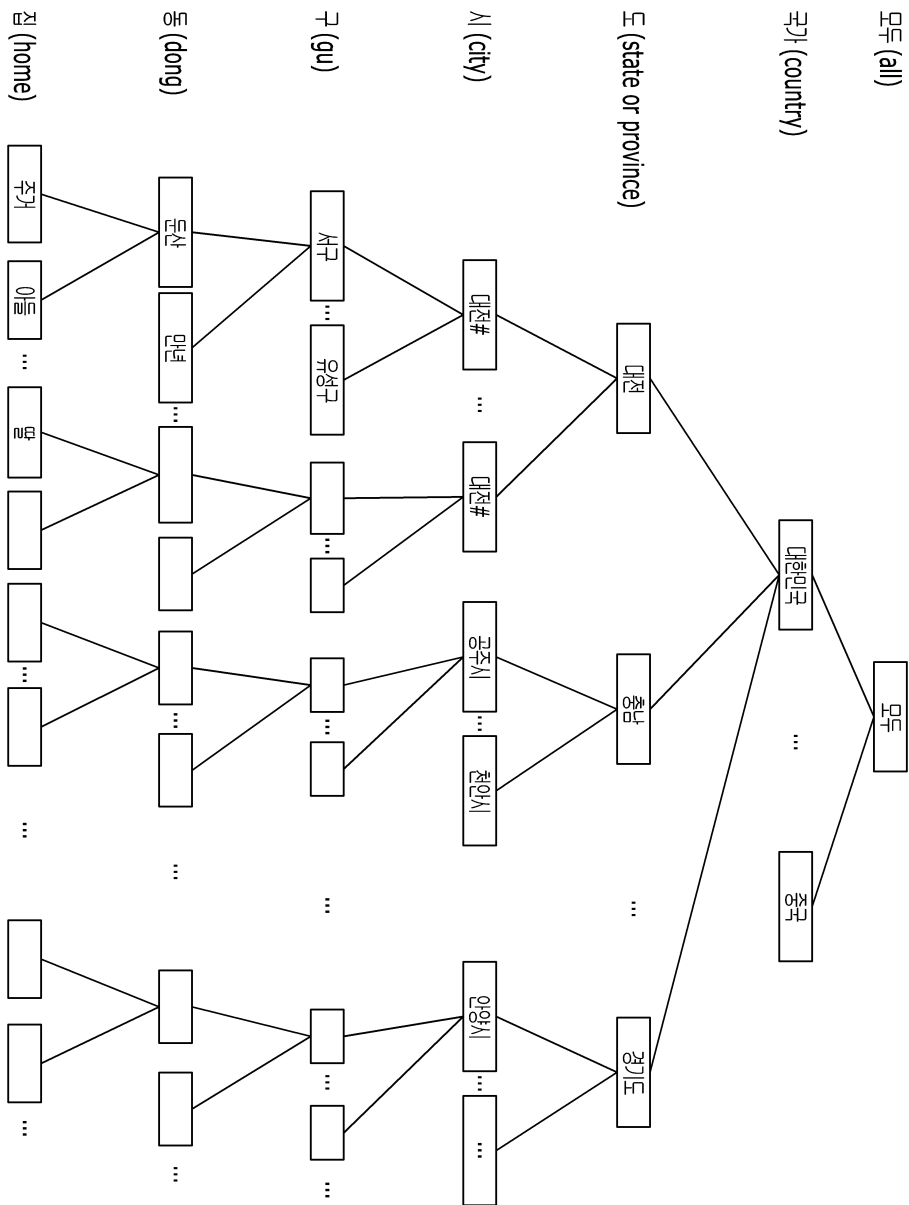 모두 (all)
모두
국가 (country)
대한민국 ... 중국
도 (state or province)
대전 충남 ... 경기도
시 (city)
대전# ... 대전# 공주시 ... 천안시 안양시 ... ...
구 (gu)
서구 ... 유성구 ... ... ... ... ...
동 (dong)
둔산 만년 ... ... ... ...
집 (home)
주거 이들 ... 딸 ... ... ...